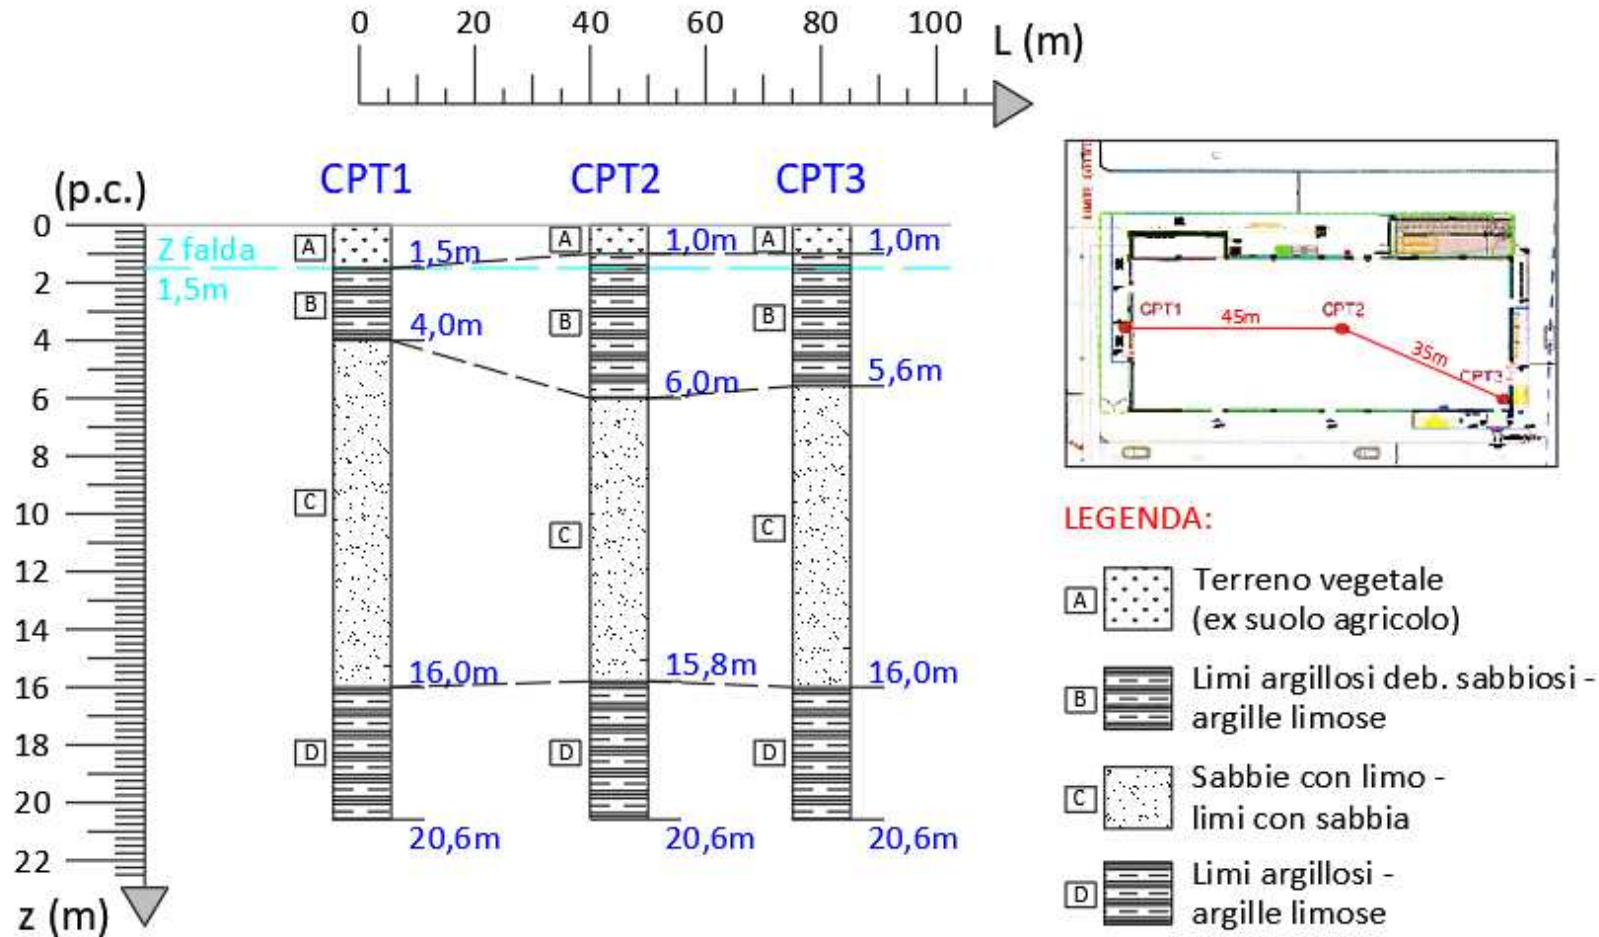 0 20 40 60 80 100
L (m)
(p.c.)
CPT1 CPT2 CPT3
0
2
4
6
8
10
12
14
16
18
20
22
z (m)
Z falda
1,5m
A 1,5m
B 4,0m
C 16,0m
D 20,6m
A 1,0m
B 6,0m
C 15,8m
D 20,6m
A 1,0m
B 5,6m
C 16,0m
D 20,6m
CPT1 CPT2
45m
35m
CPT3
LEGENDA:
A Terreno vegetale
(ex suolo agricolo)
B Limi argillosi deb. sabbiosi -
argille limose
C Sabbie con limo -
limi con sabbia
D Limi argillosi -
argille limose